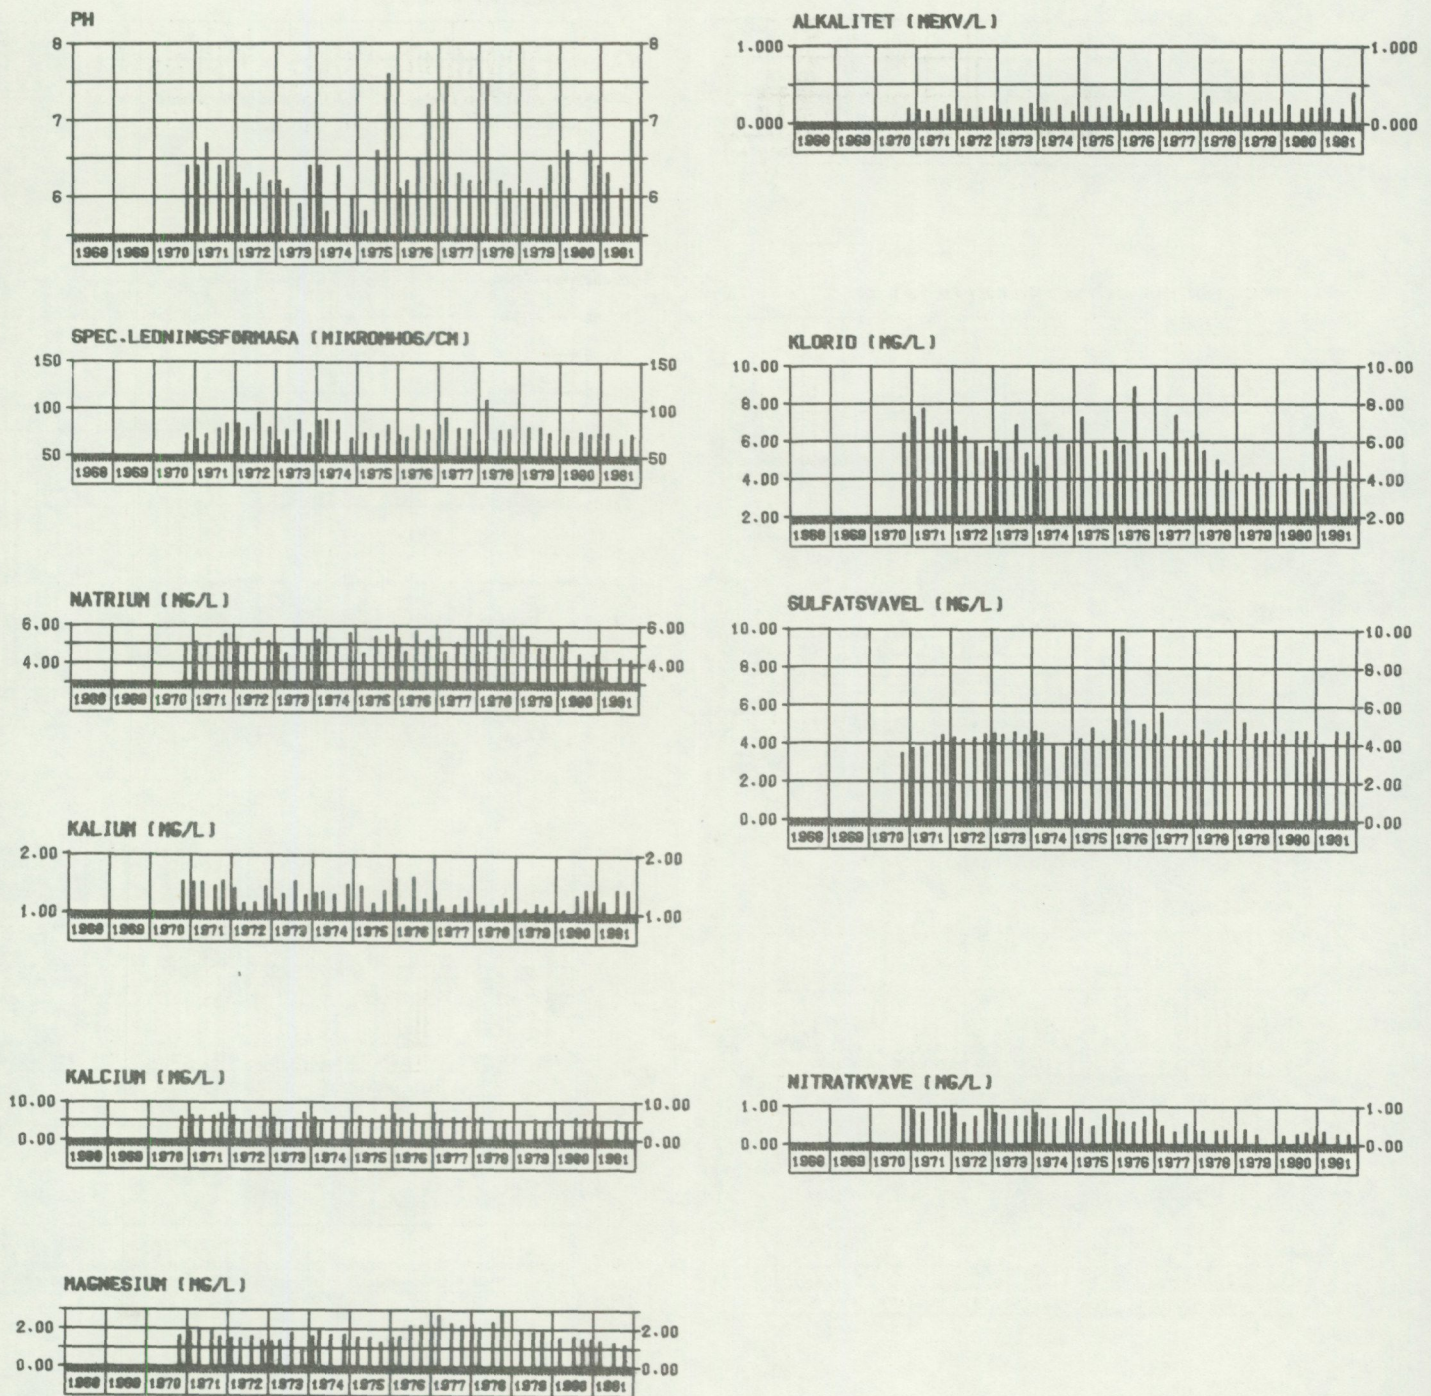 PH
8 8
7 7
6 6
1968 1969 1970 1971 1972 1973 1974 1975 1976 1977 1978 1979 1980 1981
ALKALITET (MEKV/L)
1.000 1.000
0.000 0.000
1968 1969 1970 1971 1972 1973 1974 1975 1976 1977 1978 1979 1980 1981
SPEC.LEDNINGSFØRMAGA (MIKROMHOS/CM)
150 150
100 100
50 50
1968 1969 1970 1971 1972 1973 1974 1975 1976 1977 1978 1979 1980 1981
KLORID (MG/L)
10.00 10.00
8.00 8.00
6.00 6.00
4.00 4.00
2.00 2.00
1968 1969 1970 1971 1972 1973 1974 1975 1976 1977 1978 1979 1980 1981
NATRIUM (MG/L)
6.00 6.00
4.00 4.00
1968 1969 1970 1971 1972 1973 1974 1975 1976 1977 1978 1979 1980 1981
SULFATSVAVEL (MG/L)
10.00 10.00
8.00 8.00
6.00 6.00
4.00 4.00
2.00 2.00
0.00 0.00
1968 1969 1970 1971 1972 1973 1974 1975 1976 1977 1978 1979 1980 1981
KALIUM (MG/L)
2.00 2.00
1.00 1.00
1968 1969 1970 1971 1972 1973 1974 1975 1976 1977 1978 1979 1980 1981
KALCIUM (MG/L)
10.00 10.00
0.00 0.00
1968 1969 1970 1971 1972 1973 1974 1975 1976 1977 1978 1979 1980 1981
NITRATKVAVE (MG/L)
1.00 1.00
0.00 0.00
1968 1969 1970 1971 1972 1973 1974 1975 1976 1977 1978 1979 1980 1981
MAGNESIUM (MG/L)
2.00 2.00
0.00 0.00
1968 1969 1970 1971 1972 1973 1974 1975 1976 1977 1978 1979 1980 1981